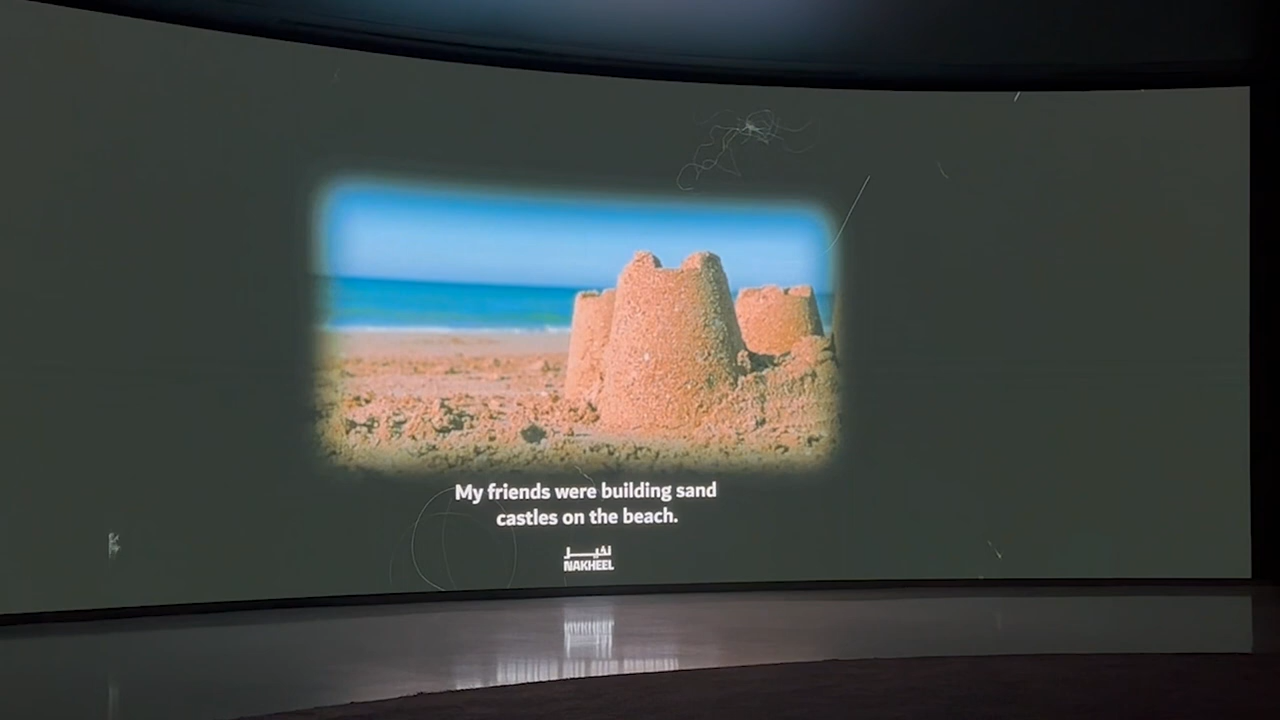 My friends were building sand
castles on the beach.
نخيل
NAKHEEL